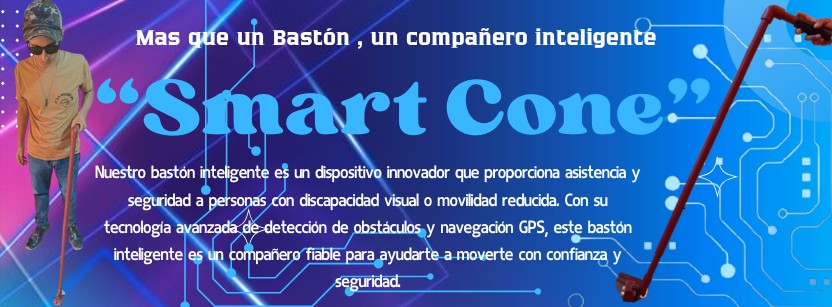 Mas que un Bastón , un compañero inteligente
“Smart Cone”
Nuestro bastón inteligente es un dispositivo innovador que proporciona asistencia y
seguridad a personas con discapacidad visual o movilidad reducida. Con su
tecnología avanzada de detección de obstáculos y navegación GPS, este bastón
inteligente es un compañero fiable para ayudarte a moverte con confianza y
seguridad.